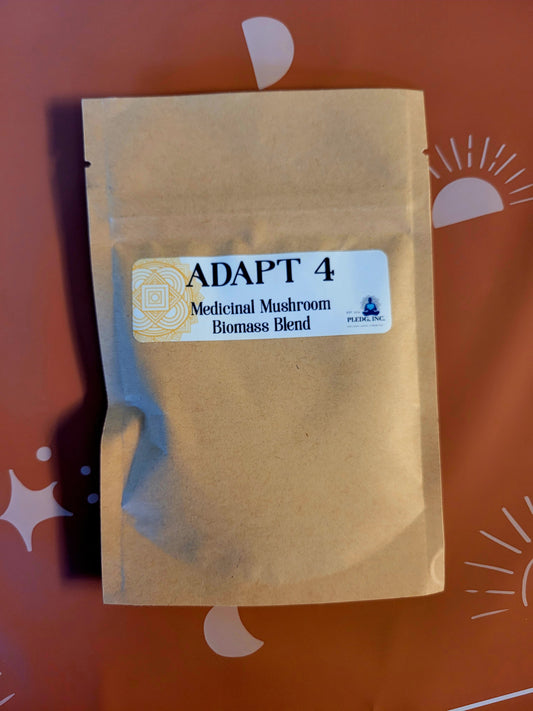 ADAPT 4
Medicinal Mushroom
Biomass Blend
PLEDG, INC.